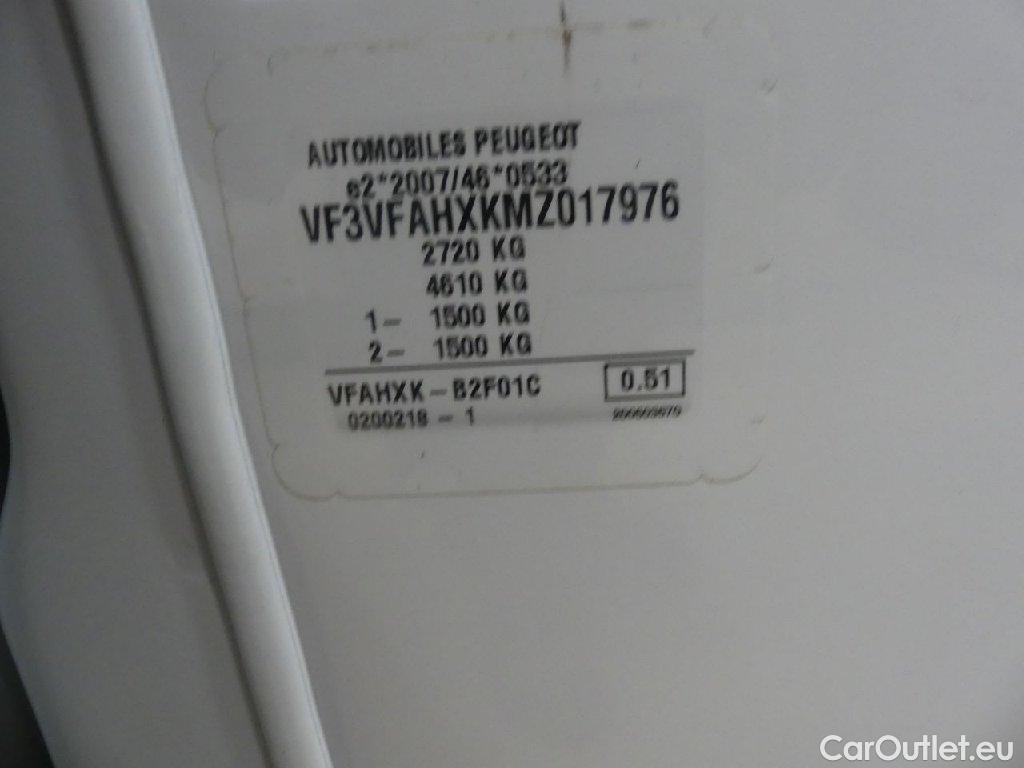 AUTOMOBILES PEUGEOT
e2*2007/46*0533
VF3VFAHXKMZ017976
2720 KG
4610 KG
1- 1500 KG
2- 1500 KG
VFAHXK-B2F01C 0.51
0200218 - 1
CarOutlet.eu